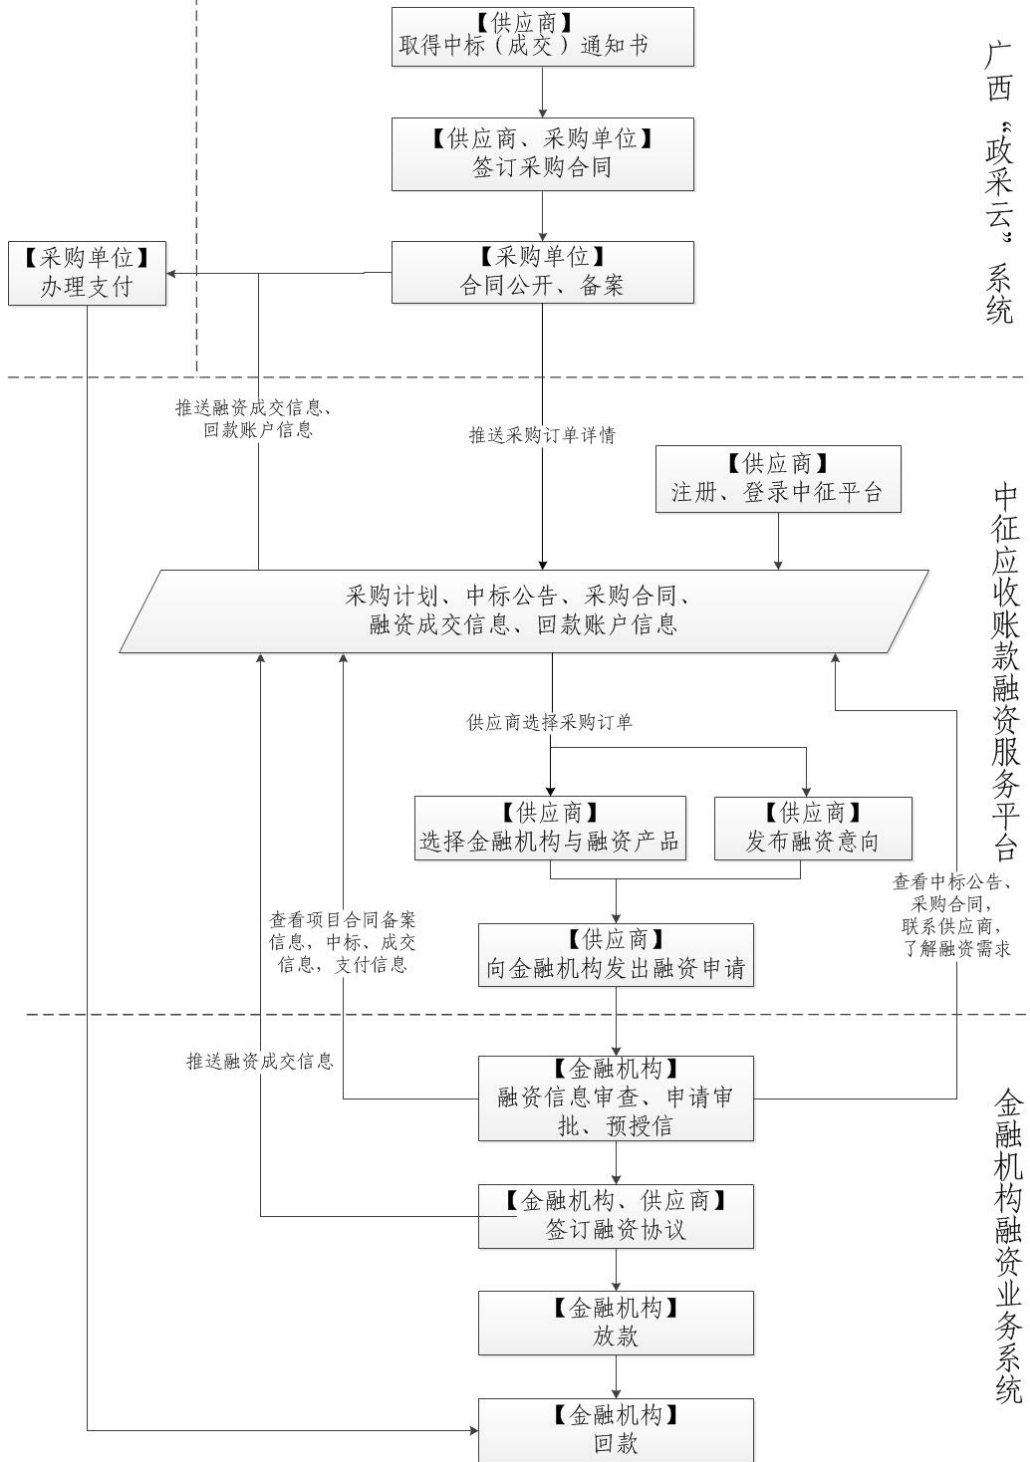 【供应商】
取得中标（成交）通知书
广西“政采云”系统
【供应商、采购单位】
签订采购合同
【采购单位】
办理支付
【采购单位】
合同公开、备案
推送融资成交信息、
回款账户信息
推送采购订单详情
【供应商】
注册、登录中征平台
中征应收账款融资服务平台
采购计划、中标公告、采购合同、
融资成交信息、回款账户信息
供应商选择采购订单
【供应商】
选择金融机构与融资产品
【供应商】
发布融资意向
查看中标公告、
采购合同，
联系供应商，
了解融资需求
查看项目合同备案
信息，中标、成交
信息，支付信息
【供应商】
向金融机构发出融资申请
推送融资成交信息
【金融机构】
融资信息审查、申请审
批、预授信
金融机构融资业务系统
【金融机构、供应商】
签订融资协议
【金融机构】
放款
【金融机构】
回款